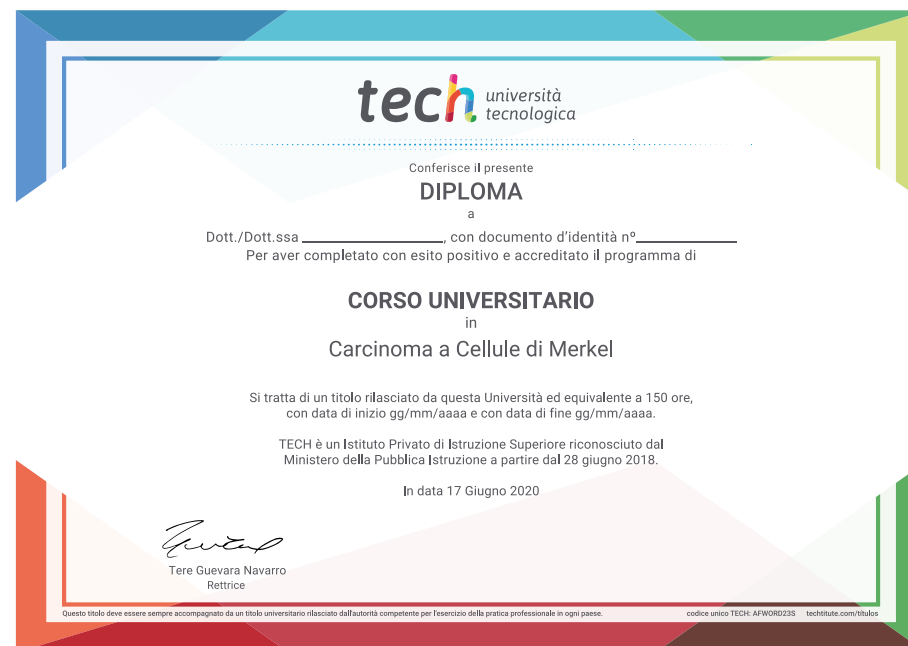 tech università
tecnologica
Conferisce il presente
DIPLOMA
a
Dott./Dott.ssa ________________, con documento d'identità nº____________
Per aver completato con esito positivo e accreditato il programma di
CORSO UNIVERSITARIO
in
Carcinoma a Cellule di Merkel
Si tratta di un titolo rilasciato da questa Università ed equivalente a 150 ore,
con data di inizio gg/mm/aaaa e con data di fine gg/mm/aaaa.
TECH è un Istituto Privato di Istruzione Superiore riconosciuto dal
Ministero della Pubblica Istruzione a partire dal 28 giugno 2018.
In data 17 Giugno 2020
Tere Guevara Navarro
Rettrice
Questo titolo deve essere sempre accompagnato da un titolo universitario rilasciato dall'autorità competente per l'esercizio della pratica professionale in ogni paese. codice unico TECH: AFWORD23S techtitute.com/títulos